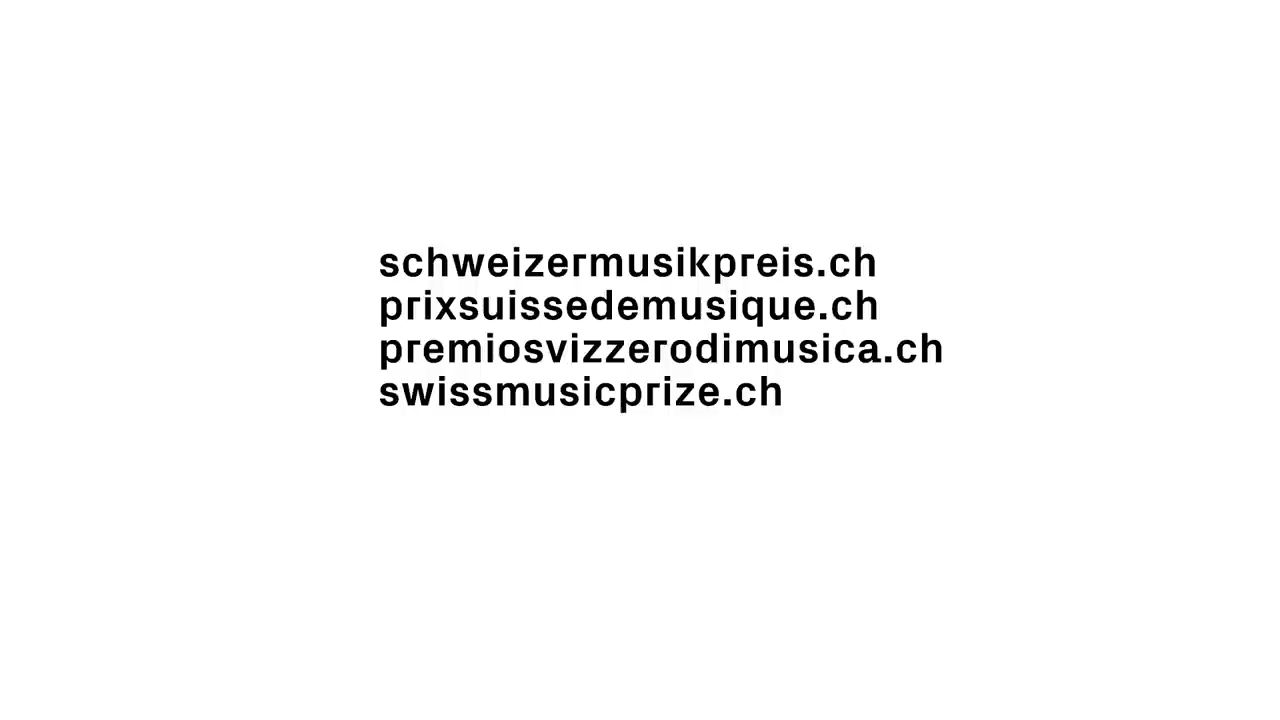 schweizermusikpreis.ch
prixsuissedemusique.ch
premiosvizzerodimusica.ch
swissmusicprize.ch